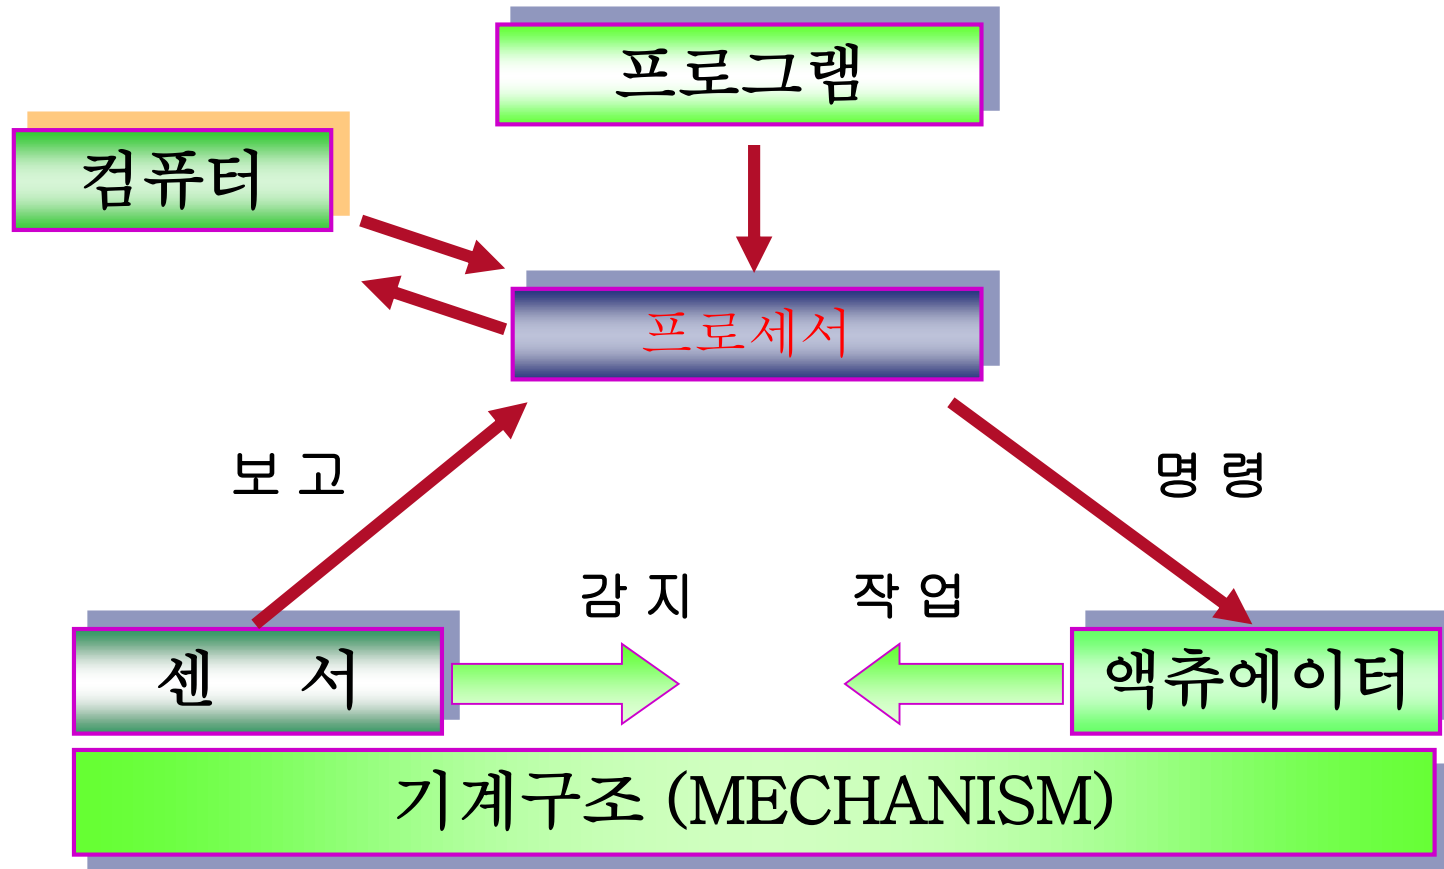 프로그램
컴퓨터
프로세서
보 고
명 령
감 지
작 업
센 서
액츄에이터
기계구조 (MECHANISM)